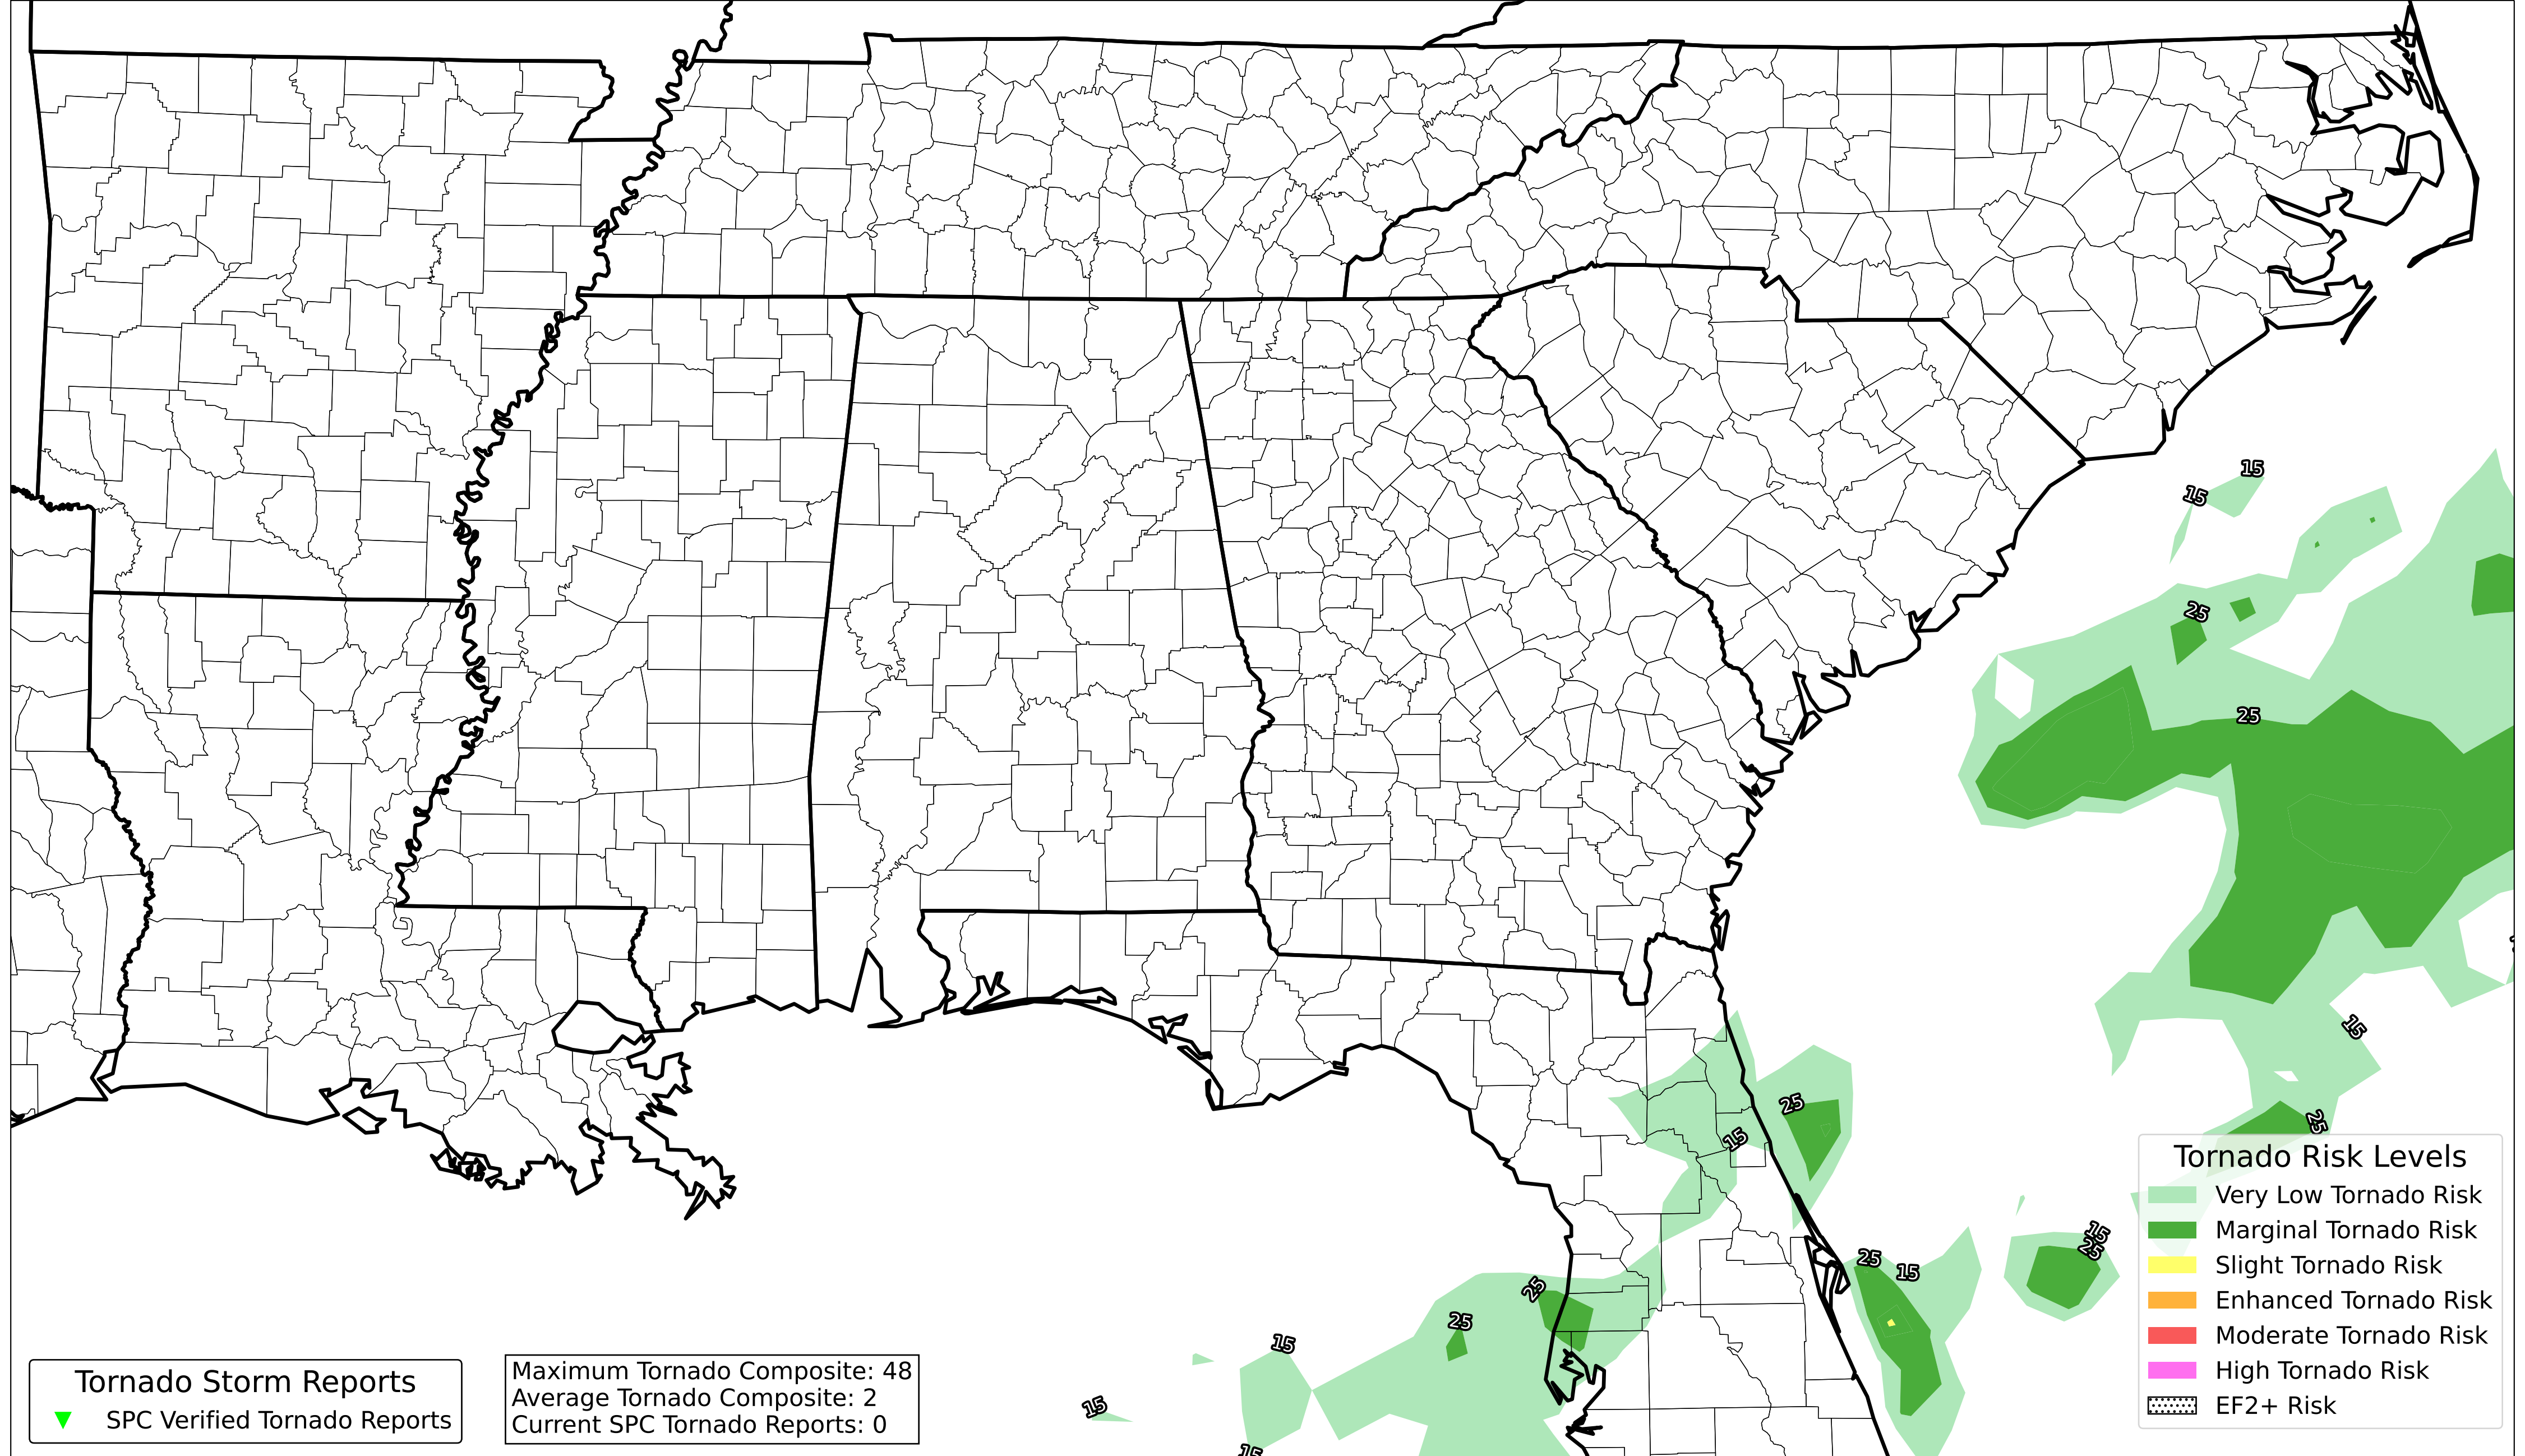 15
15
25
25
15
25
25
15
15
25
25
15
25
25
15
15
15
Tornado Risk Levels
Very Low Tornado Risk
Marginal Tornado Risk
Slight Tornado Risk
Enhanced Tornado Risk
Moderate Tornado Risk
High Tornado Risk
EF2+ Risk
Tornado Storm Reports
SPC Verified Tornado Reports
Maximum Tornado Composite: 48
Average Tornado Composite: 2
Current SPC Tornado Reports: 0